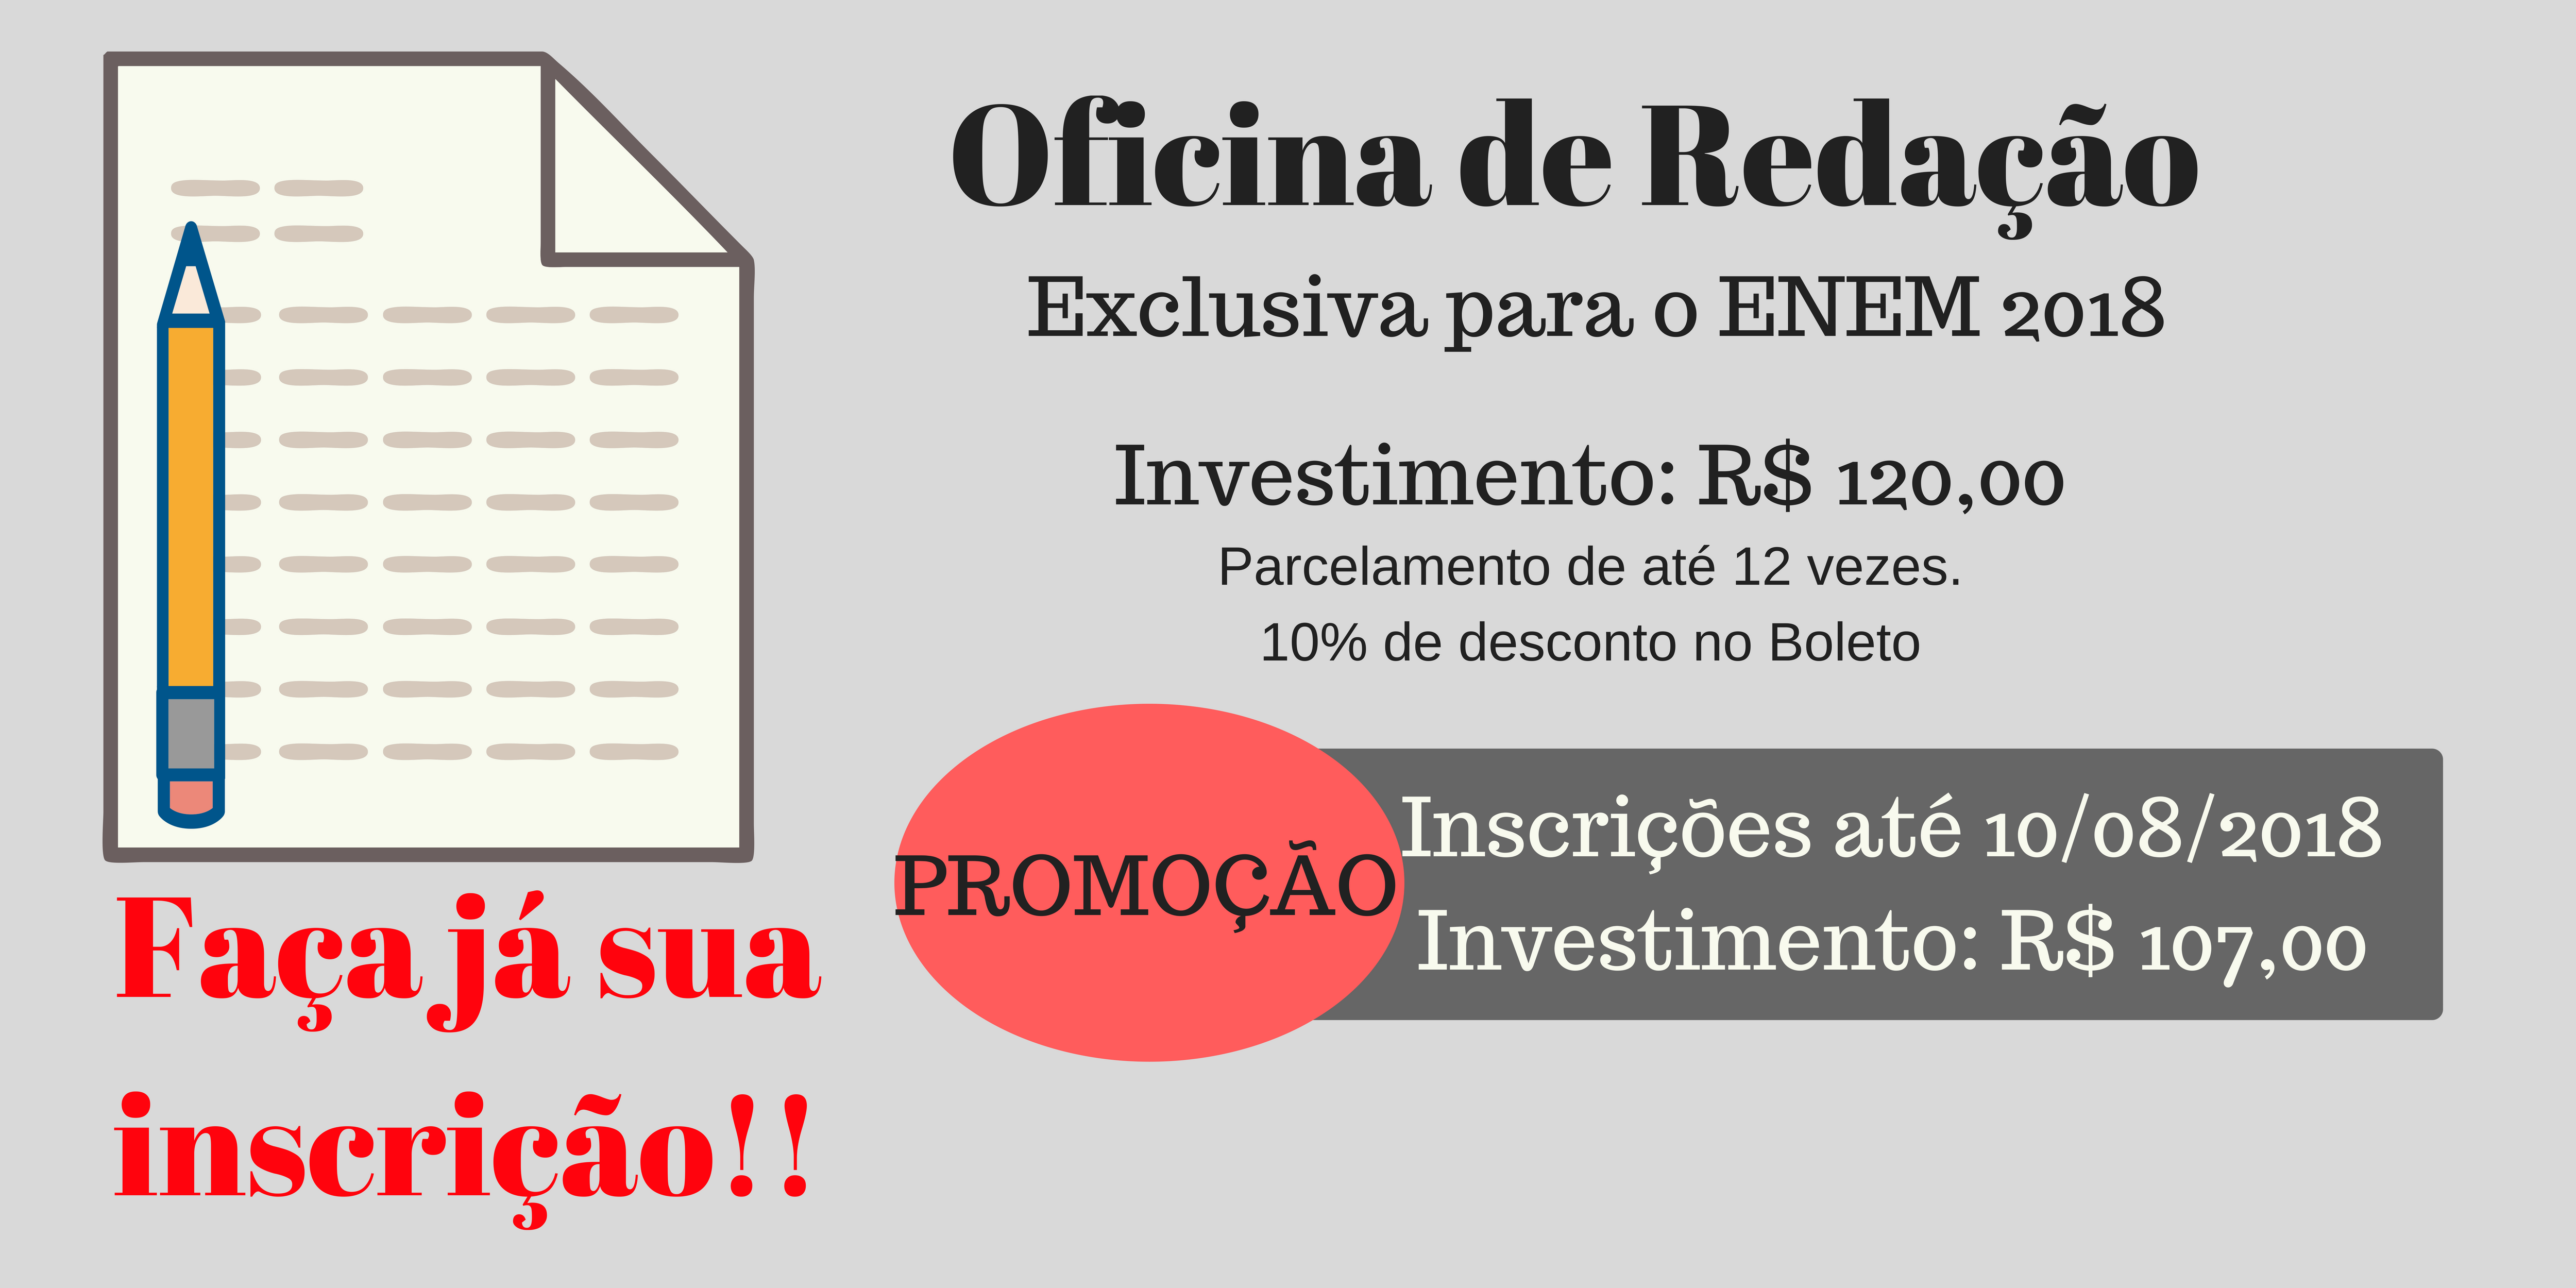 Oficina de Redação
Exclusiva para o ENEM 2018
Investimento: R$ 120,00
Parcelamento de até 12 vezes.
10% de desconto no Boleto
PROMOÇÃO
Inscrições até 10/08/2018
Investimento: R$ 107,00
Faça já sua
inscrição!!